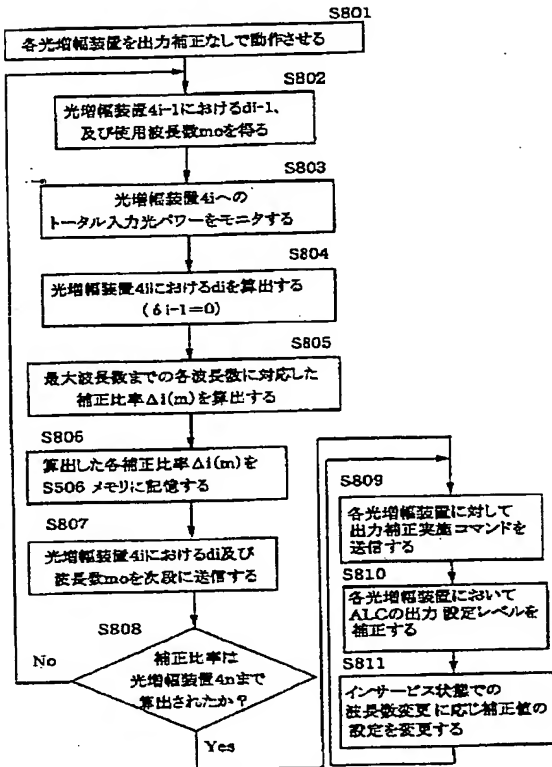 S801
各光増幅装置を出力補正なしで動作させる
S802
光増幅装置4i-1におけるdi-1、
及び使用波長数moを得る
S803
光増幅装置4iへの
トータル入力光パワーをモニタする
S804
光増幅装置4iにおけるdiを算出する
(δi-1=0)
S805
最大波長数までの各波長数に対応した
補正比率Δi(m)を算出する
S806
算出した各補正比率Δi(m)を
S506 メモリに記憶する
S807
光増幅装置4iにおけるdi及び
波長数moを次段に送信する
S808
補正比率は
光増幅装置4nまで
算出されたか?
No
Yes
S809
各光増幅装置に対して
出力補正実施コマンドを
送信する
S810
各光増幅装置において
ALCの出力設定レベルを
補正する
S811
インサービス状態での
波長数変更に応じ補正値の
設定を変更する